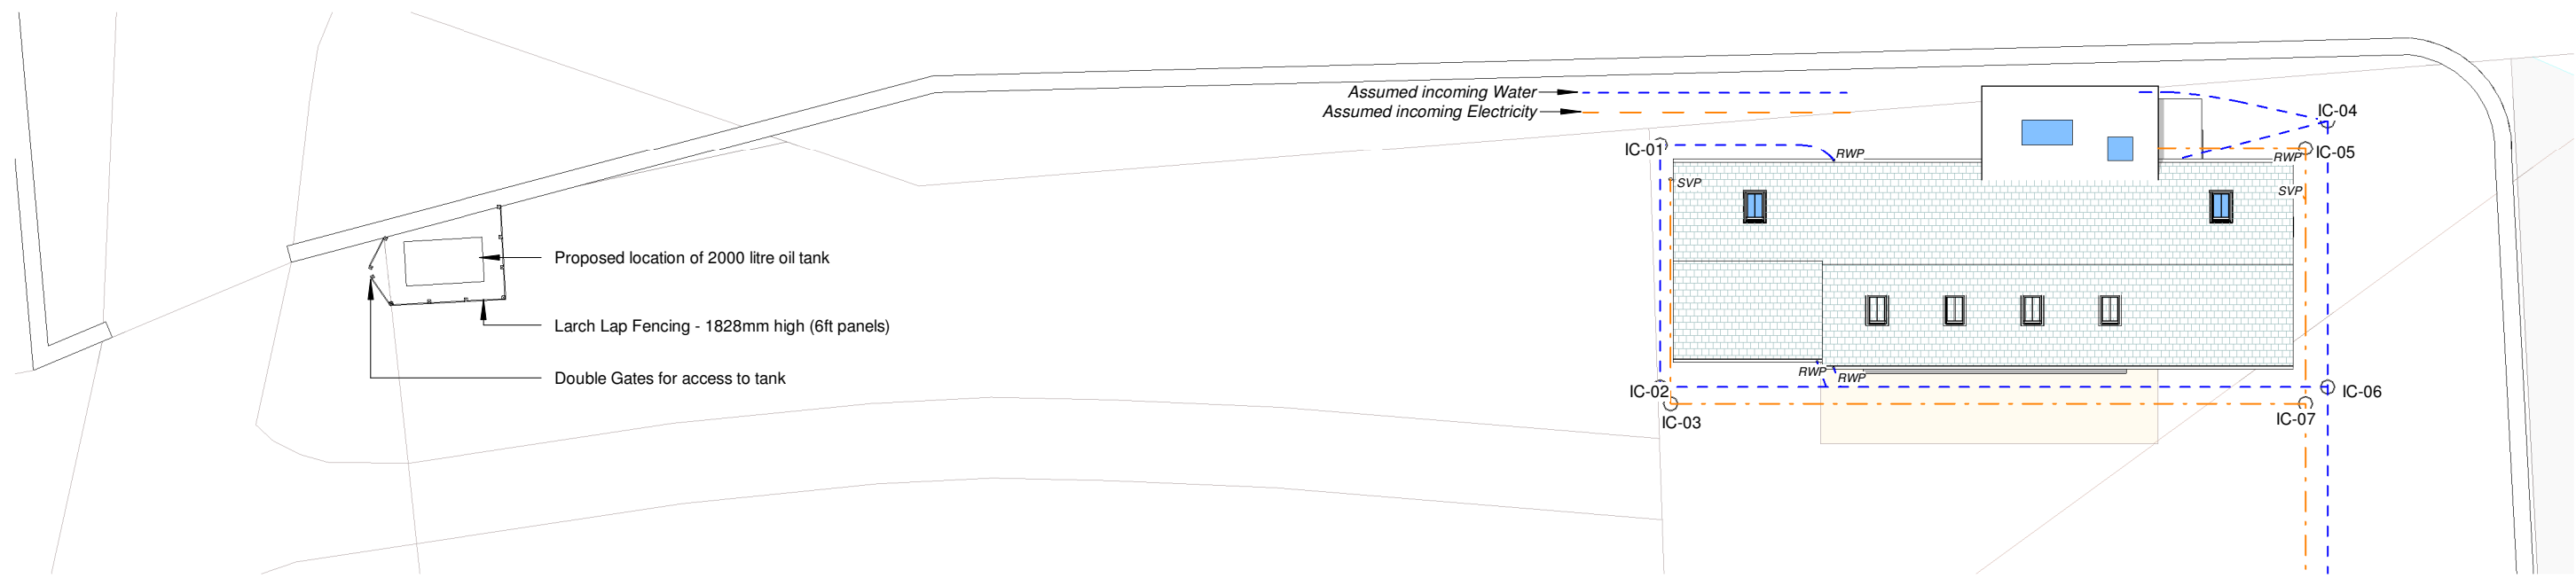 Assumed incoming Water
Assumed incoming Electricity
IC-04
IC-01
RWP
RWP
IC-05
SVP
SVP
Proposed location of 2000 litre oil tank
Larch Lap Fencing - 1828mm high (6ft panels)
Double Gates for access to tank
RWP
RWP
IC-02
IC-06
IC-03
IC-07